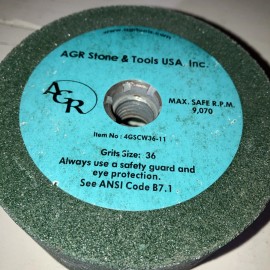 AGR Stone & Tools USA, Inc.
AGR
MAX. SAFE R.P.M.
9,070
Item No : 4GSCW36-11
Grits Size: 36
Always use a safety guard and
eye protection.
See ANSI Code B7.1